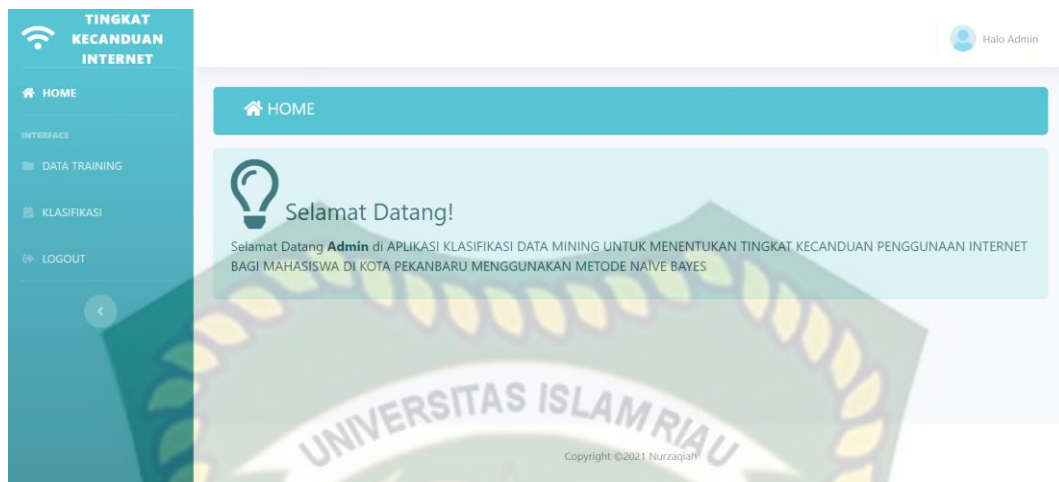 TINGKAT
KECANDUAN
INTERNET
Halo Admin
HOME
INTERFACE
DATA TRAINING
KLASIFIKASI
LOGOUT
HOME
Selamat Datang!
Selamat Datang Admin di APLIKASI KLASIFIKASI DATA MINING UNTUK MENENTUKAN TINGKAT KECANDUAN PENGGUNAAN INTERNET
BAGI MAHASISWA DI KOTA PEKANBARU MENGGUNAKAN METODE NAÏVE BAYES
UNIVERSITAS ISLAM RIAU
Copyright ©2021 Nurzaqiah